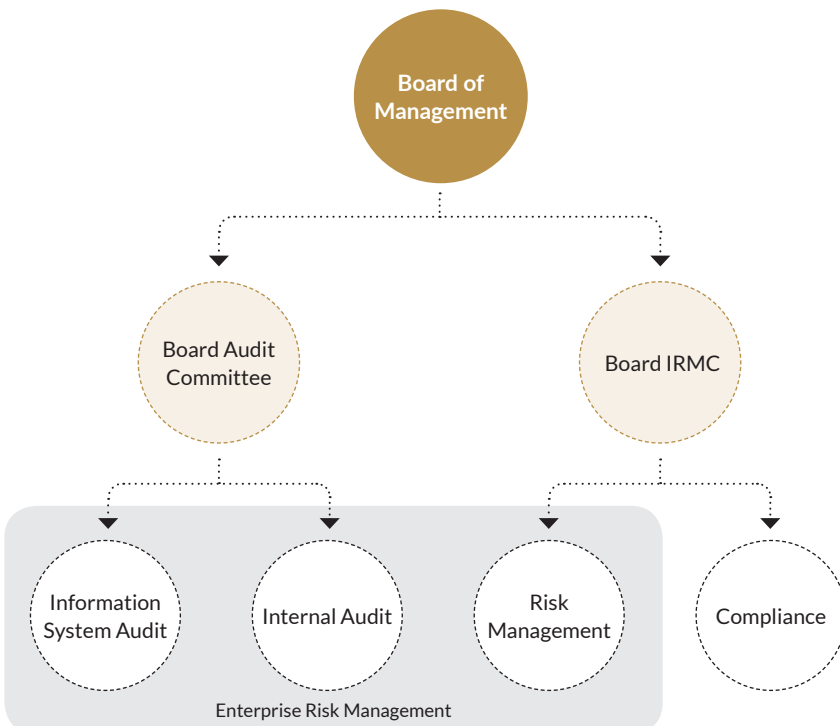 Board of
Management
Board Audit
Committee
Board IRMC
Information
System Audit
Internal Audit
Risk
Management
Compliance
Enterprise Risk Management